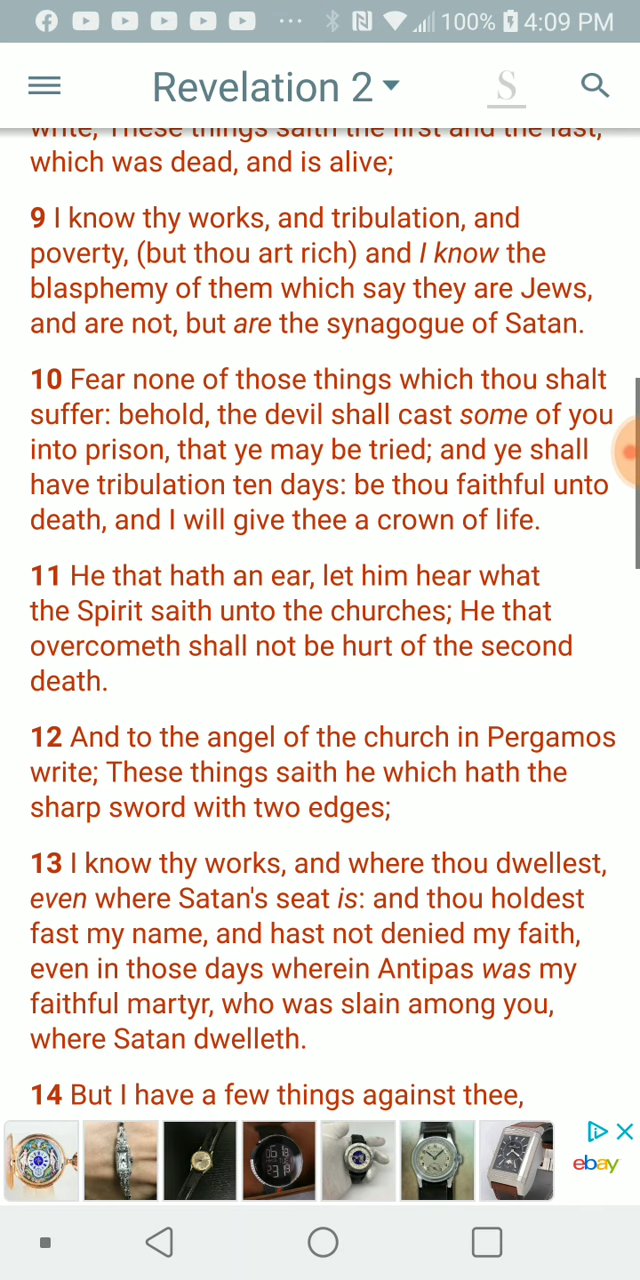 100% 4:09 PM
Revelation 2
S
write; These things saith the first and the last,
which was dead, and is alive;
9 I know thy works, and tribulation, and
poverty, (but thou art rich) and I know the
blasphemy of them which say they are Jews,
and are not, but are the synagogue of Satan.
10 Fear none of those things which thou shalt
suffer: behold, the devil shall cast some of you
into prison, that ye may be tried; and ye shall
have tribulation ten days: be thou faithful unto
death, and I will give thee a crown of life.
11 He that hath an ear, let him hear what
the Spirit saith unto the churches; He that
overcometh shall not be hurt of the second
death.
12 And to the angel of the church in Pergamos
write; These things saith he which hath the
sharp sword with two edges;
13 I know thy works, and where thou dwellest,
even where Satan's seat is: and thou holdest
fast my name, and hast not denied my faith,
even in those days wherein Antipas was my
faithful martyr, who was slain among you,
where Satan dwelleth.
14 But I have a few things against thee,
ebay